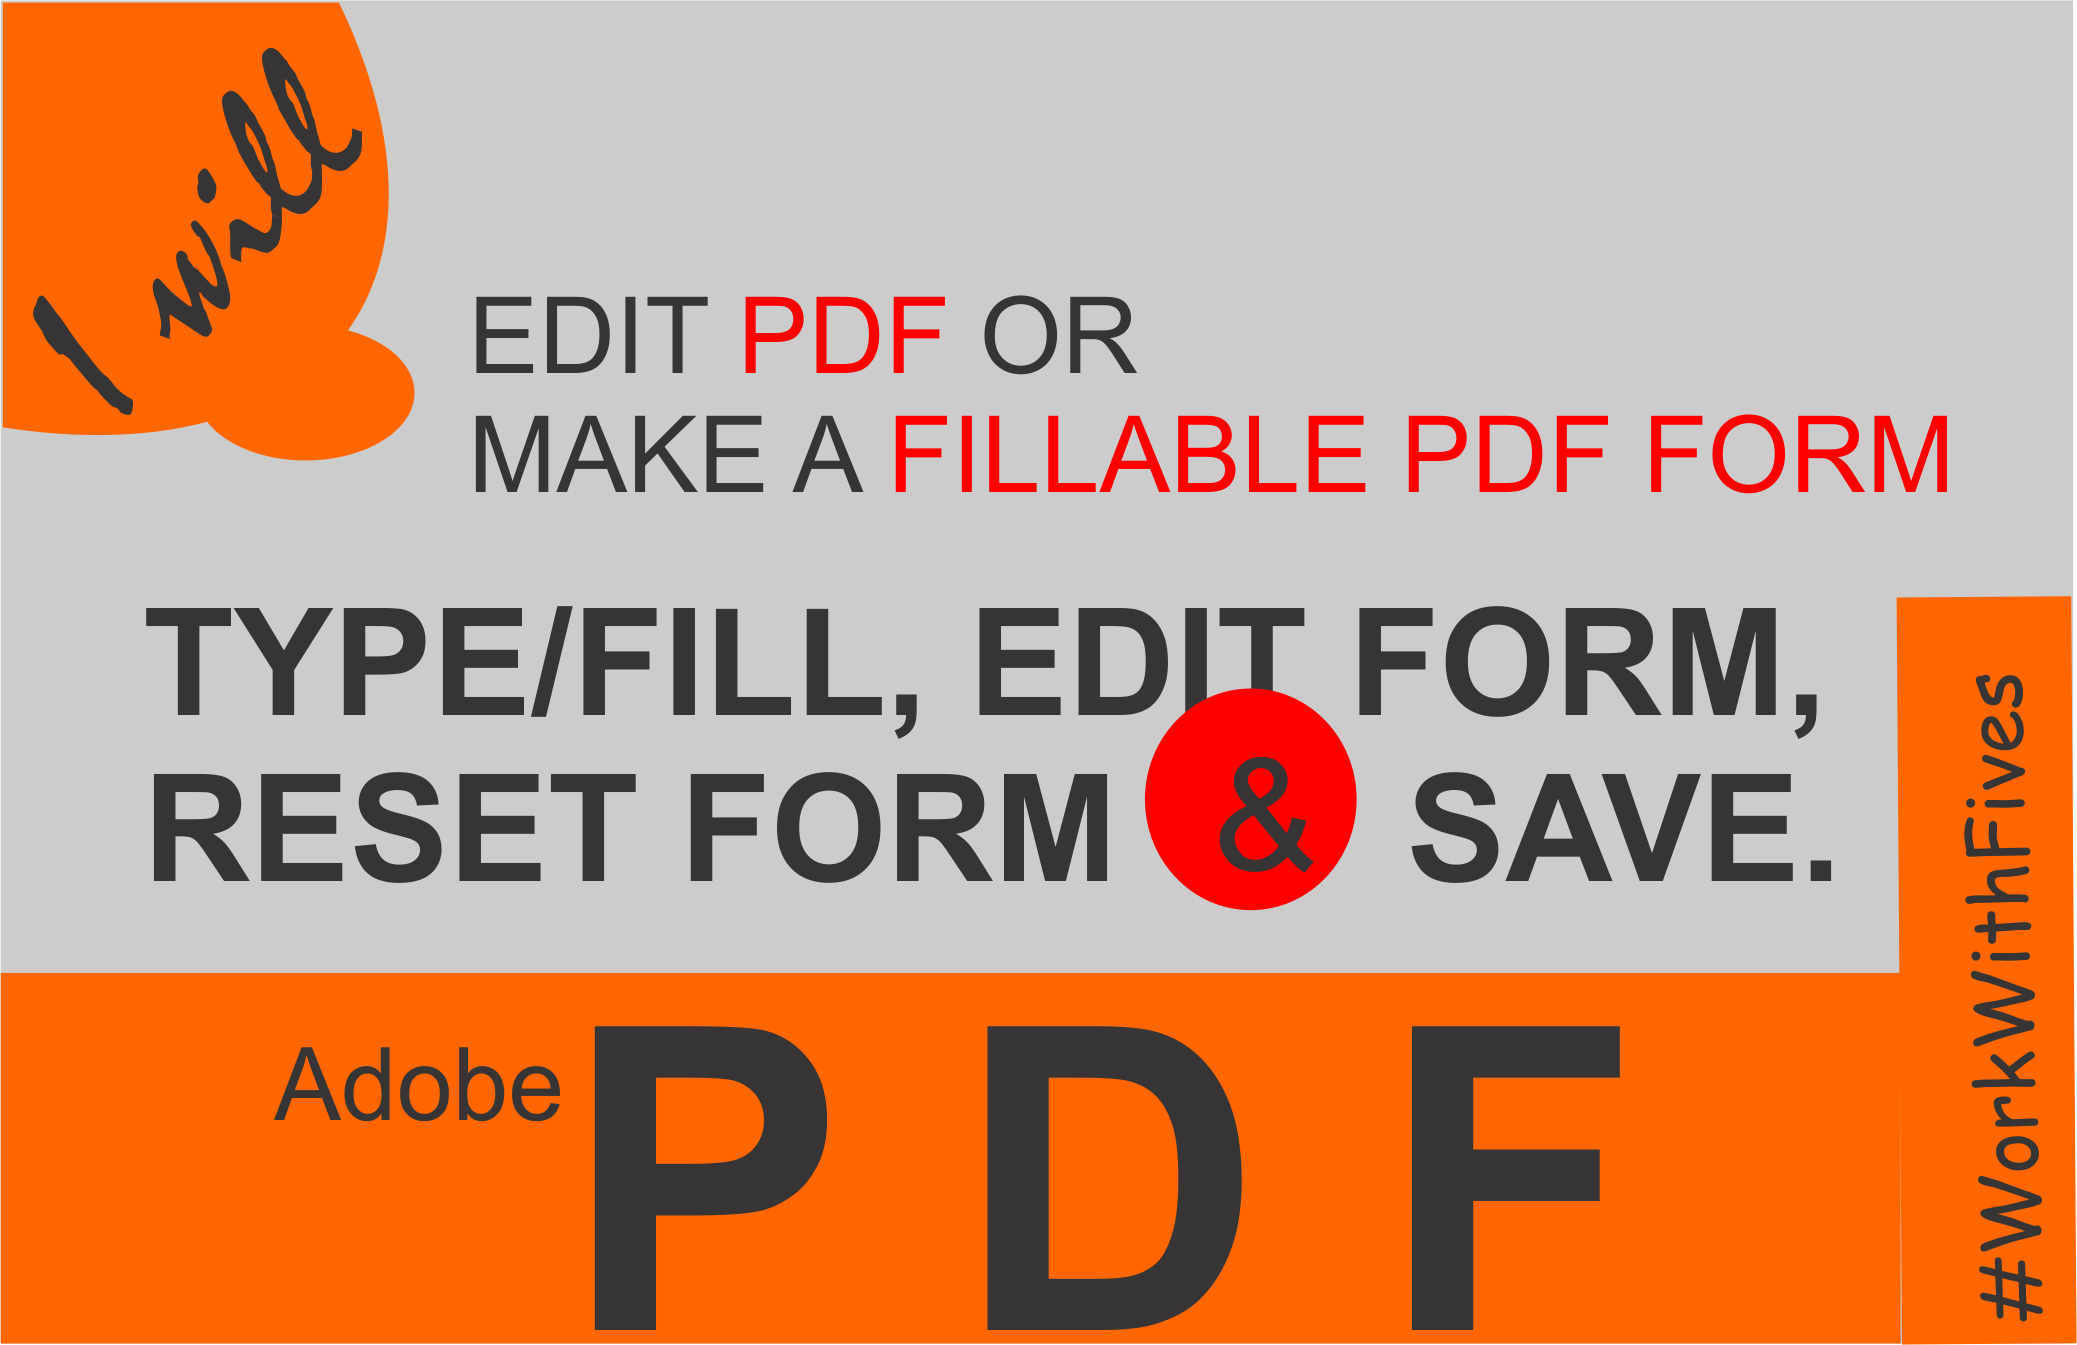 I will
EDIT PDF OR
MAKE A FILLABLE PDF FORM
TYPE/FILL, EDIT FORM,
RESET FORM & SAVE.
Adobe PDF
#WorkWithFives